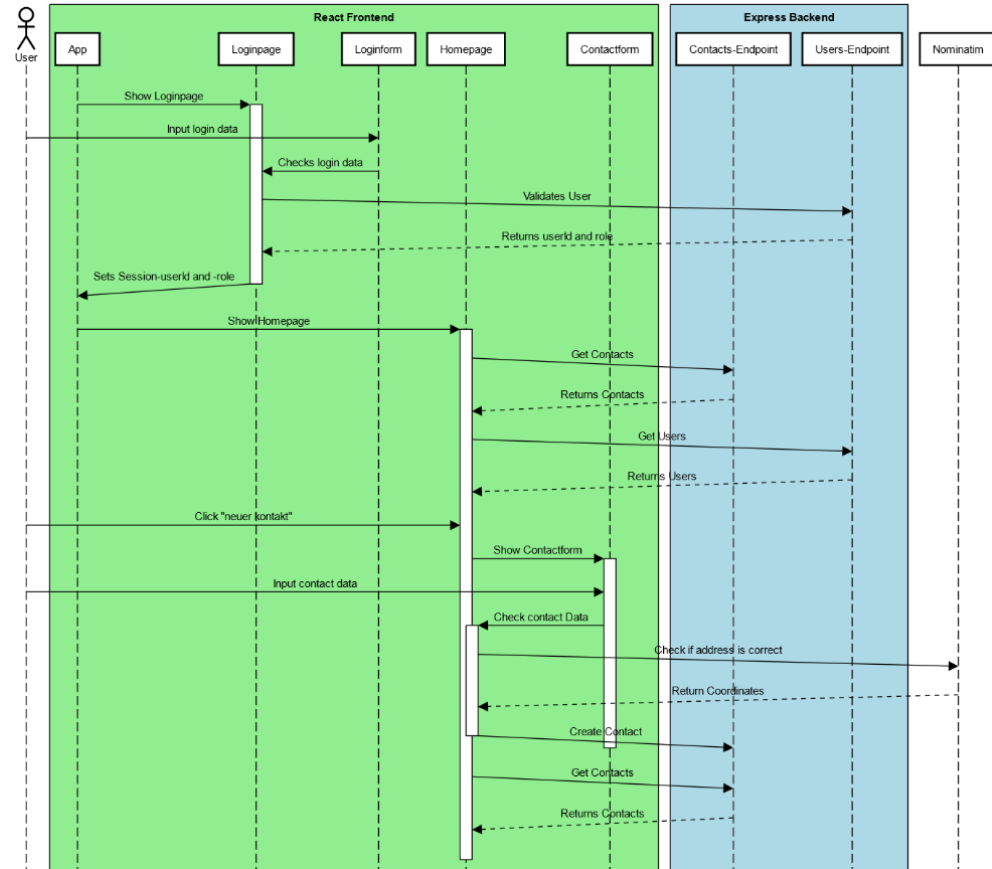 React Frontend
Express Backend
User
App
Loginpage
Loginform
Homepage
Contactform
Contacts-Endpoint
Users-Endpoint
Nominatim
Show Loginpage
Input login data
Checks login data
Validates User
Returns userId and role
Sets Session-userId and -role
Show Homepage
Get Contacts
Returns Contacts
Get Users
Returns Users
Click "neuer kontakt"
Show Contactform
Input contact data
Check contact Data
Check if address is correct
Return Coordinates
Create Contact
Get Contacts
Returns Contacts